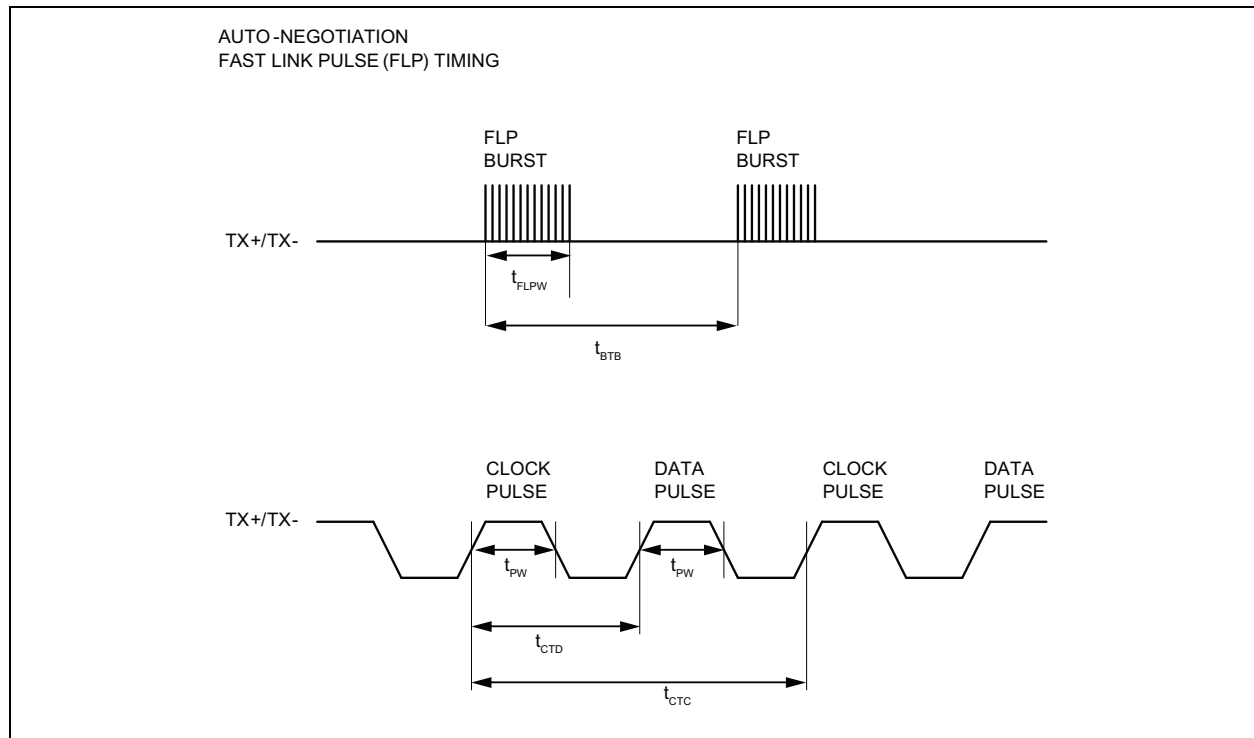 AUTO-NEGOTIATION
FAST LINK PULSE (FLP) TIMING
FLP
BURST
FLP
BURST
TX+/TX-
tFLPW
tBTB
CLOCK
PULSE
DATA
PULSE
CLOCK
PULSE
DATA
PULSE
TX+/TX-
tPW
tPW
tCTD
tCTC